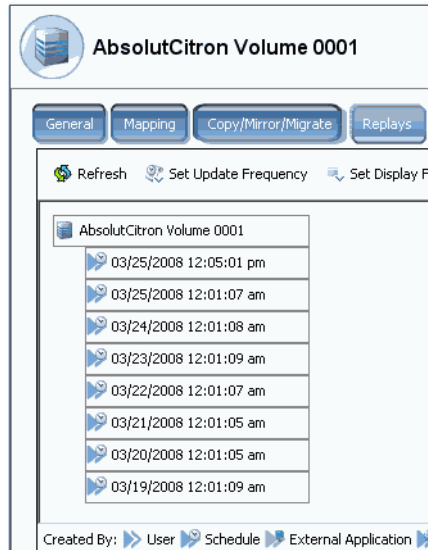 AbsolutCitron Volume 0001
General Mapping Copy/Mirror/Migrate Replays
Refresh Set Update Frequency Set Display F
AbsolutCitron Volume 0001
03/25/2008 12:05:01 pm
03/25/2008 12:01:07 am
03/24/2008 12:01:08 am
03/23/2008 12:01:09 am
03/22/2008 12:01:07 am
03/21/2008 12:01:05 am
03/20/2008 12:01:05 am
03/19/2008 12:01:09 am
Created By: User Schedule External Application